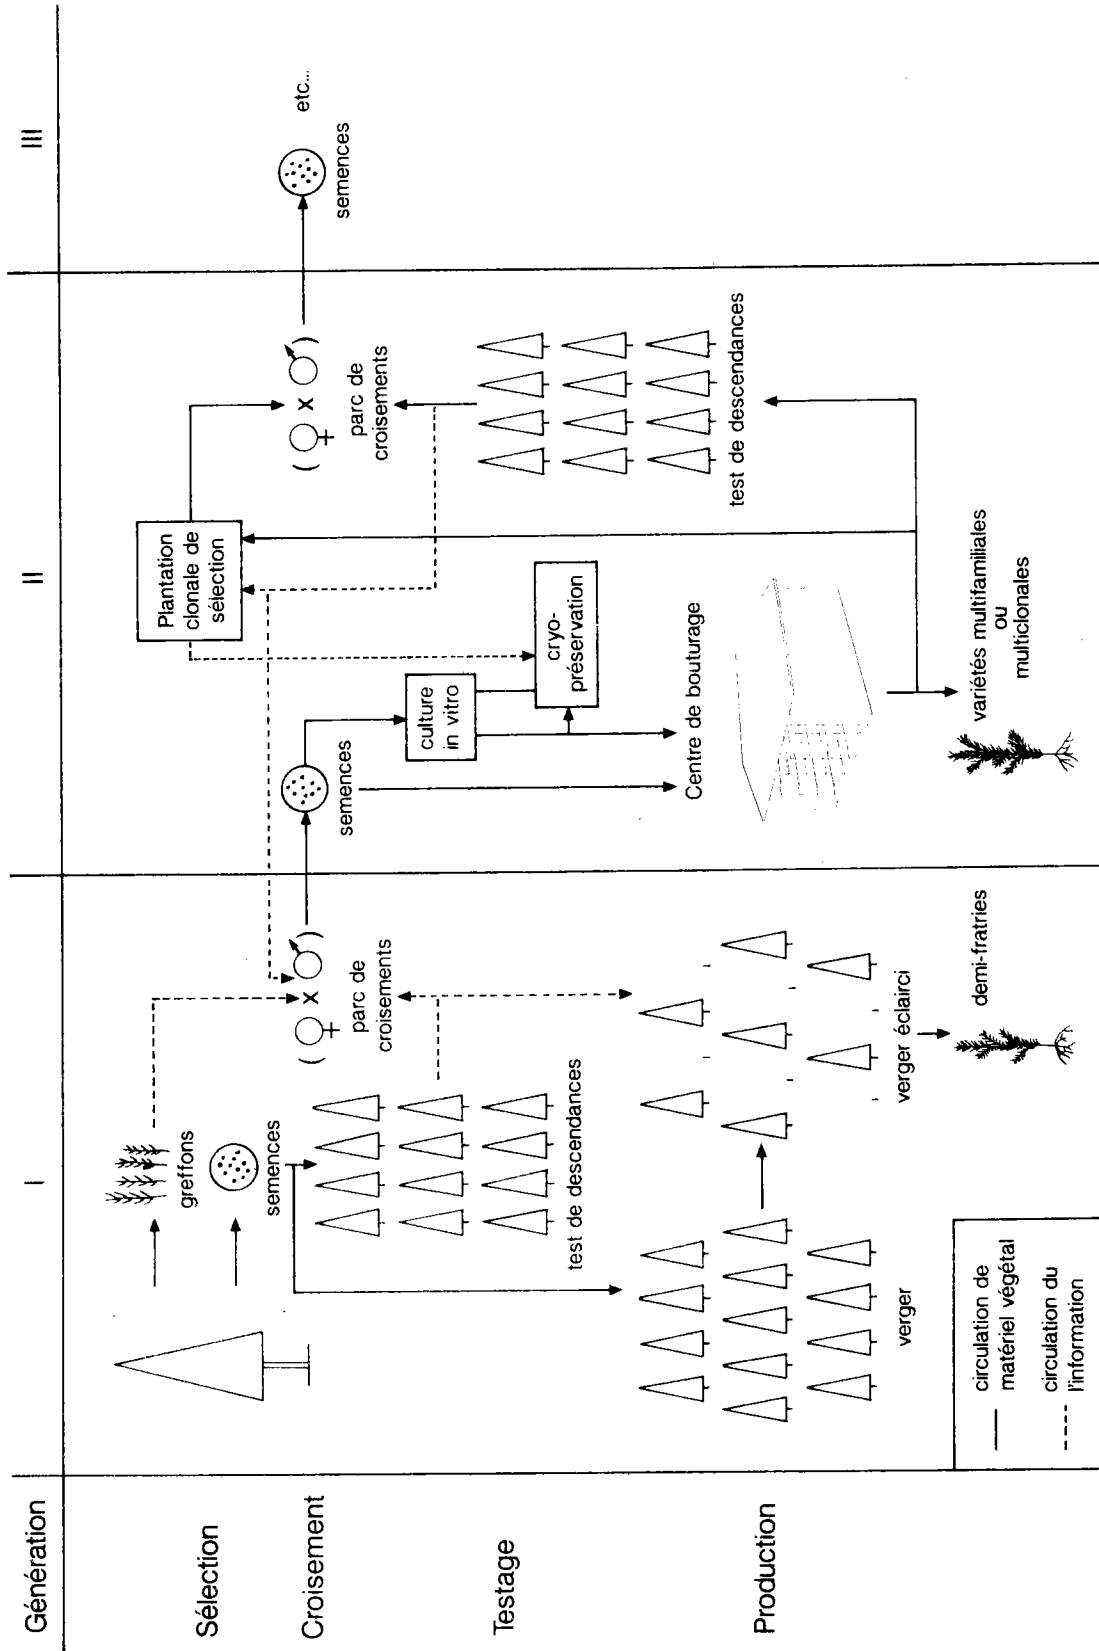 Génération
I
II
III
Sélection
Croisement
Testage
Production
greffons
semences
( x )
parc de
croisements
test de descendances
verger
verger éclairci
demi-fratries
circulation de
matériel végétal
circulation du
l'information
semences
culture
in vitro
cryo-
préservation
Centre de bouturage
variétés multifamiliales
ou
multiclonales
Plantation
clonale de
sélection
( x )
parc de
croisements
test de descendances
semences
etc...